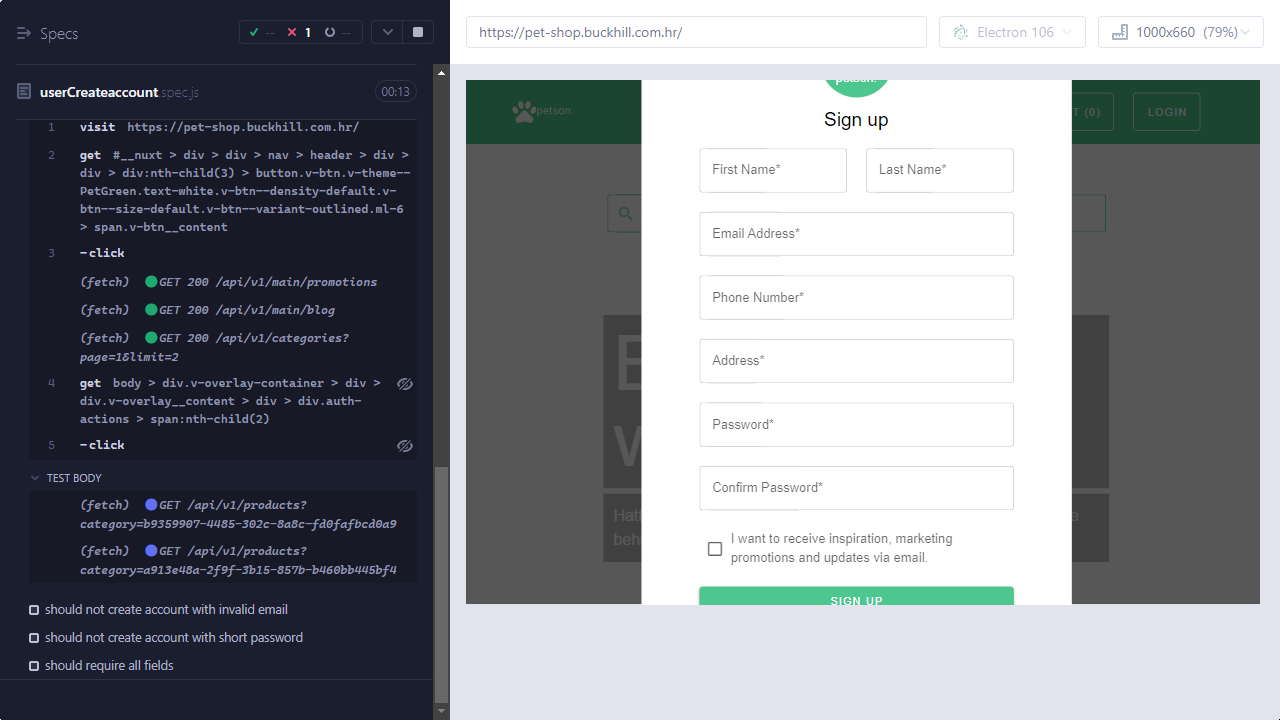 Specs
--
1
--
userCreateaccount.spec.js
00:13
1 visit https://pet-shop.buckhill.com.hr/
2 get #__nuxt > div > div > nav > header > div >
div > div:nth-child(3) > button.v-btn.v-theme--
PetGreen.text-white.v-btn--density-default.v-
btn--size-default.v-btn--variant-outlined.ml-6
> span.v-btn__content
3 -click
(fetch) GET 200 /api/v1/main/promotions
(fetch) GET 200 /api/v1/main/blog
(fetch) GET 200 /api/v1/categories?
page=1&limit=2
4 get body > div.v-overlay-container > div >
div.v-overlay__content > div > div.auth-
actions > span:nth-child(2)
5 -click
TEST BODY
(fetch) GET /api/v1/products?
category=b9359907-4485-302c-8a8c-fd0fafbcd0a9
(fetch) GET /api/v1/products?
category=a913e48a-2f9f-3b15-857b-b460bb445bf4
should not create account with invalid email
should not create account with short password
should require all fields
https://pet-shop.buckhill.com.hr/
Electron 106
1000x660 (79%)
petson.
petson.
T (0)
LOGIN
Sign up
First Name*
Last Name*
Email Address*
Phone Number*
Address*
Password*
Confirm Password*
I want to receive inspiration, marketing
promotions and updates via email.
SIGN UP